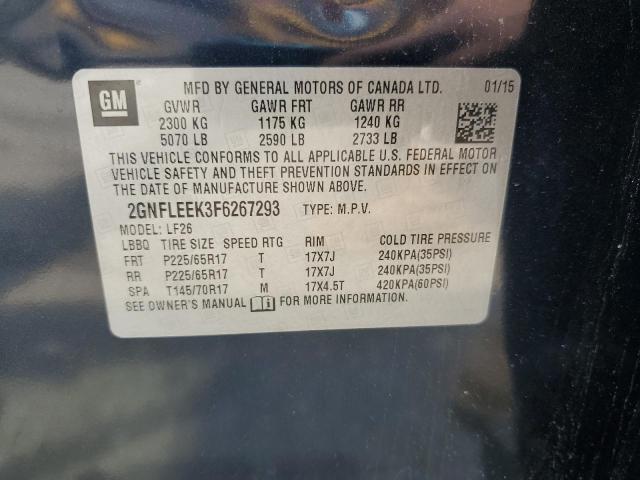 GM
MFD BY GENERAL MOTORS OF CANADA LTD. 01/15
GVWR GAWR FRT GAWR RR
2300 KG 1175 KG 1240 KG
5070 LB 2590 LB 2733 LB
THIS VEHICLE CONFORMS TO ALL APPLICABLE U.S. FEDERAL MOTOR
VEHICLE SAFETY AND THEFT PREVENTION STANDARDS IN EFFECT ON
THE DATE OF MANUFACTURE SHOWN ABOVE.
2GNFLEEK3F6267293 TYPE: M.P.V.
MODEL: LF26
LBBQ TIRE SIZE SPEED RTG RIM COLD TIRE PRESSURE
FRT P225/65R17 T 17X7J 240KPA(35PSI)
RR P225/65R17 T 17X7J 240KPA(35PSI)
SPA T145/70R17 M 17X4.5T 420KPA(60PSI)
SEE OWNER'S MANUAL FOR MORE INFORMATION.